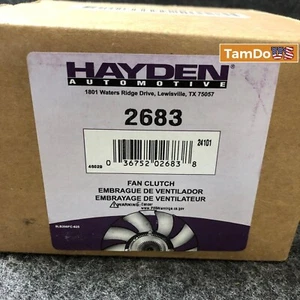 TamDo
HAYDEN
AUTOMOTIVE
1801 Waters Ridge Drive, Lewisville, TX 75057
2683
24101
0 36752 02683 8
FAN CLUTCH
EMBRAGUE DE VENTILADOR
EMBRAYAGE DE VENTILATEUR